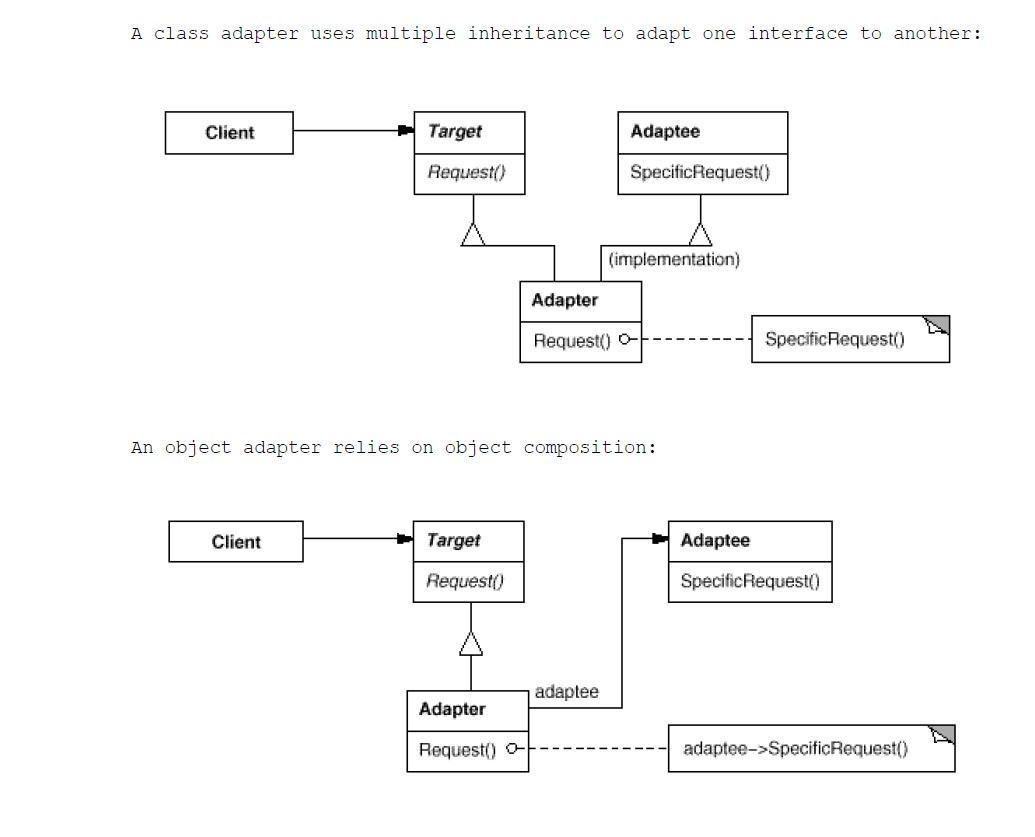 A class adapter uses multiple inheritance to adapt one interface to another:
Client
Target
Request()
Adaptee
SpecificRequest()
(implementation)
Adapter
Request()
SpecificRequest()
An object adapter relies on object composition:
Client
Target
Request()
Adaptee
SpecificRequest()
adaptee
Adapter
Request()
adaptee–>SpecificRequest()